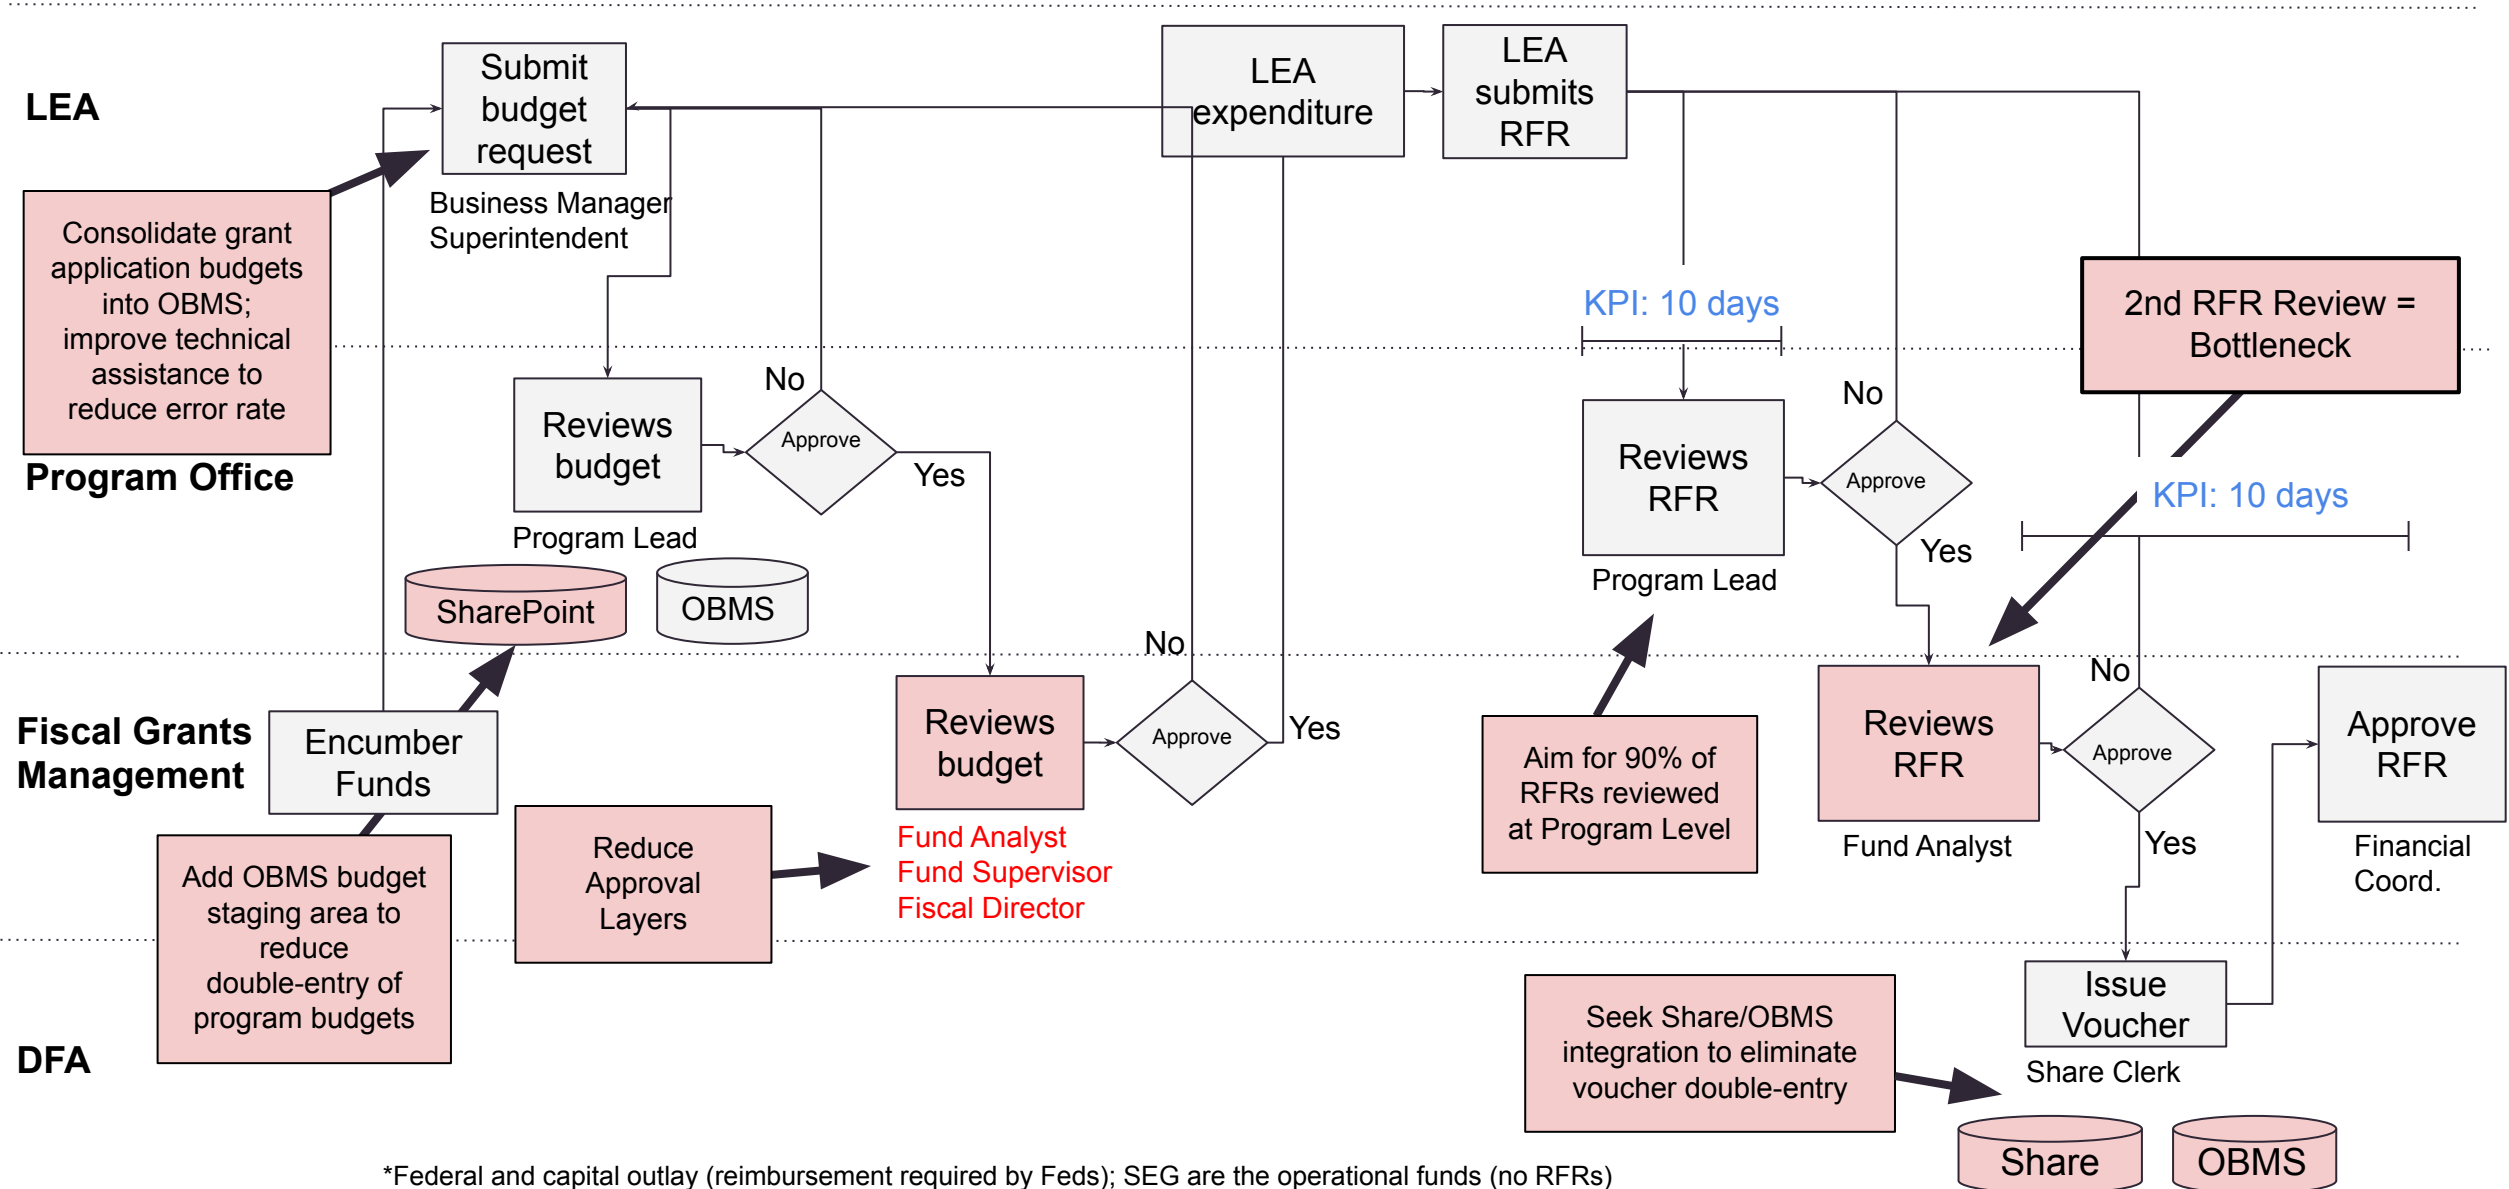 LEA
Submit
budget
request
Business Manager
Superintendent
LEA
expenditure
LEA
submits
RFR
Consolidate grant
application budgets
into OBMS;
improve technical
assistance to
reduce error rate
KPI: 10 days
2nd RFR Review =
Bottleneck
Program Office
Reviews
budget
Program Lead
No
Approve
Yes
SharePoint
OBMS
Reviews
RFR
Program Lead
No
Approve
Yes
KPI: 10 days
Fiscal Grants
Management
Encumber
Funds
Add OBMS budget
staging area to
reduce
double-entry of
program budgets
Reduce
Approval
Layers
Reviews
budget
Fund Analyst
Fund Supervisor
Fiscal Director
No
Approve
Yes
Aim for 90% of
RFRs reviewed
at Program Level
Reviews
RFR
Fund Analyst
No
Approve
Yes
Approve
RFR
Financial
Coord.
DFA
Seek Share/OBMS
integration to eliminate
voucher double-entry
Issue
Voucher
Share Clerk
Share
OBMS
*Federal and capital outlay (reimbursement required by Feds); SEG are the operational funds (no RFRs)